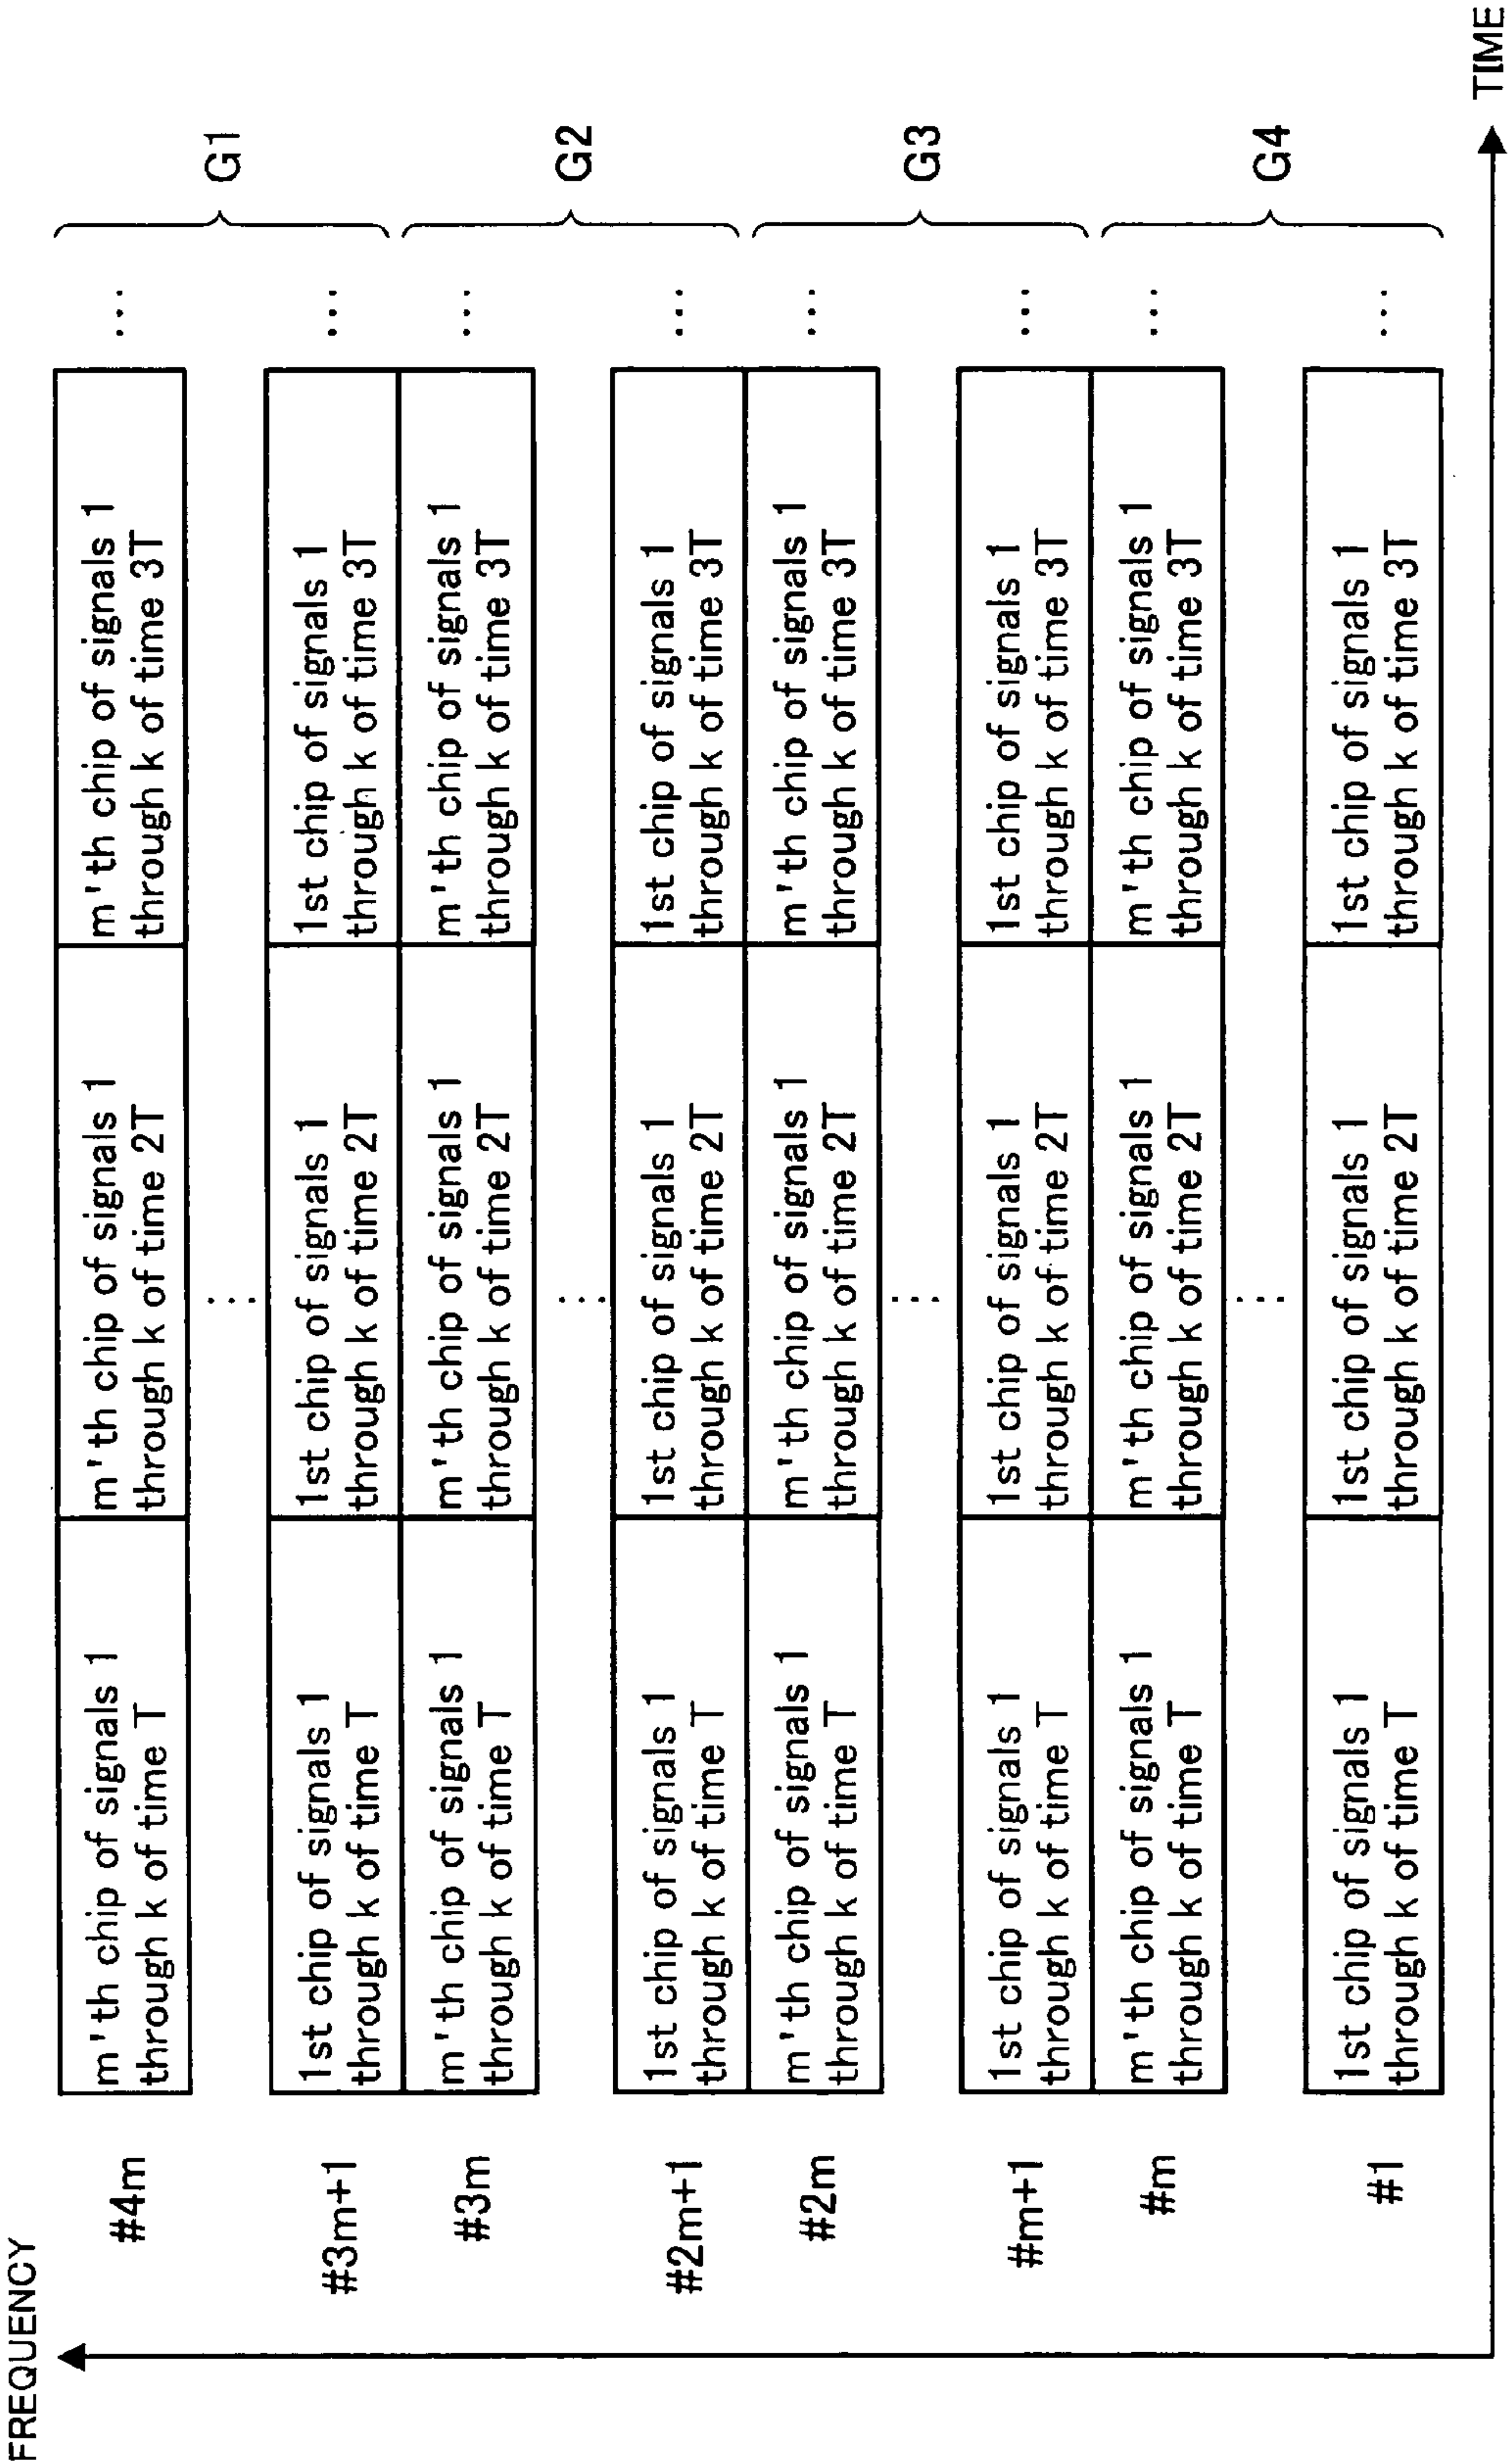 FREQUENCY
#4m
m'th chip of signals 1
through k of time T
m'th chip of signals 1
through k of time 2T
m'th chip of signals 1
through k of time 3T
...
G1
...
#3m+1
1st chip of signals 1
through k of time T
1st chip of signals 1
through k of time 2T
1st chip of signals 1
through k of time 3T
...
#3m
m'th chip of signals 1
through k of time T
m'th chip of signals 1
through k of time 2T
m'th chip of signals 1
through k of time 3T
...
G2
...
#2m+1
1st chip of signals 1
through k of time T
1st chip of signals 1
through k of time 2T
1st chip of signals 1
through k of time 3T
...
#2m
m'th chip of signals 1
through k of time T
m'th chip of signals 1
through k of time 2T
m'th chip of signals 1
through k of time 3T
...
G3
...
#m+1
1st chip of signals 1
through k of time T
1st chip of signals 1
through k of time 2T
1st chip of signals 1
through k of time 3T
...
#m
m'th chip of signals 1
through k of time T
m'th chip of signals 1
through k of time 2T
m'th chip of signals 1
through k of time 3T
...
G4
...
#1
1st chip of signals 1
through k of time T
1st chip of signals 1
through k of time 2T
1st chip of signals 1
through k of time 3T
...
TIME